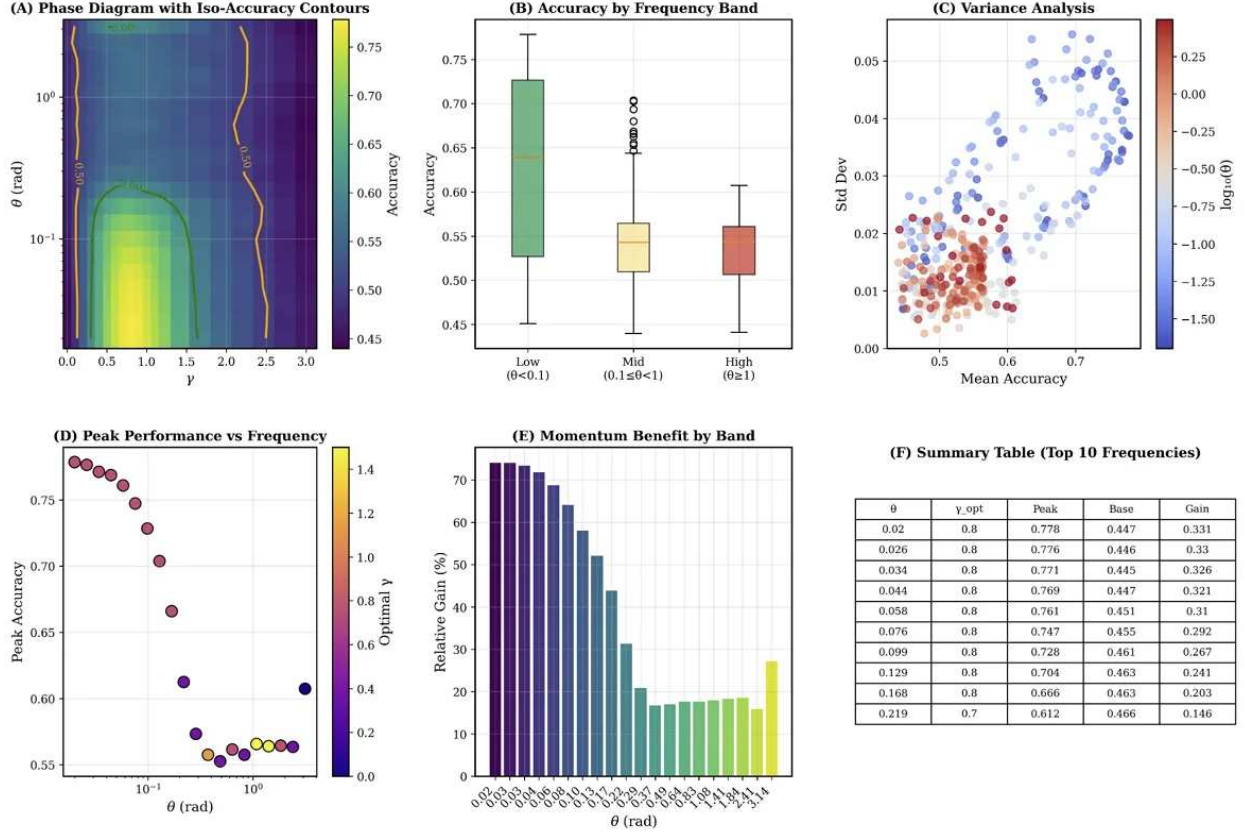 (A) Phase Diagram with Iso-Accuracy Contours
θ (rad)
10⁰
10⁻¹
0.50
0.50
0.0 0.5 1.0 1.5 2.0 2.5 3.0
γ
0.75
0.70
0.65
0.60
0.55
0.50
0.45
Accuracy
(B) Accuracy by Frequency Band
Accuracy
0.75
0.70
0.65
0.60
0.55
0.50
0.45
Low Mid High
(θ<0.1) (0.1≤θ<1) (θ≥1)
(C) Variance Analysis
Std Dev
0.05
0.04
0.03
0.02
0.01
0.00
0.5 0.6 0.7
Mean Accuracy
0.25
0.00
−0.25
−0.50
−0.75
−1.00
−1.25
−1.50
log₁₀(θ)
(D) Peak Performance vs Frequency
Peak Accuracy
0.75
0.70
0.65
0.60
0.55
10⁻¹ 10⁰
θ (rad)
1.4
1.2
1.0
0.8
0.6
0.4
0.2
0.0
Optimal γ
(E) Momentum Benefit by Band
Relative Gain (%)
70
60
50
40
30
20
10
0
0.02 0.03 0.03 0.04 0.06 0.08 0.10 0.13 0.17 0.22 0.29 0.37 0.49 0.64 0.83 1.08 1.41 1.84 2.41 3.14
θ (rad)
(F) Summary Table (Top 10 Frequencies)
θ γ_opt Peak Base Gain
0.02 0.8 0.778 0.447 0.331
0.026 0.8 0.776 0.446 0.33
0.034 0.8 0.771 0.445 0.326
0.044 0.8 0.769 0.447 0.321
0.058 0.8 0.761 0.451 0.31
0.076 0.8 0.747 0.455 0.292
0.099 0.8 0.728 0.461 0.267
0.129 0.8 0.704 0.463 0.241
0.168 0.8 0.666 0.463 0.203
0.219 0.7 0.612 0.466 0.146